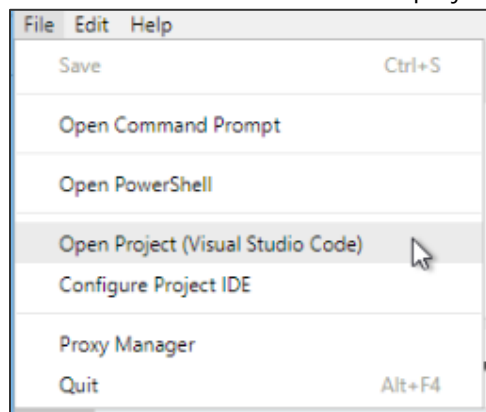 File Edit Help
Save Ctrl+S
Open Command Prompt
Open PowerShell
Open Project (Visual Studio Code)
Configure Project IDE
Proxy Manager
Quit Alt+F4